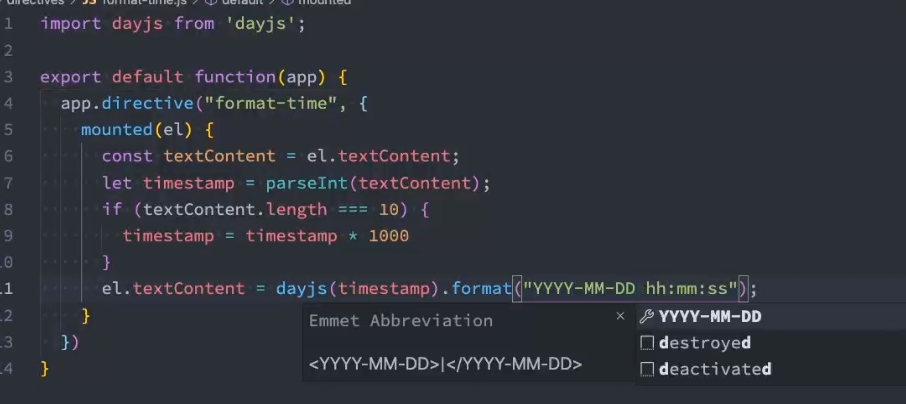 directives > JS format-time.js > default > mounted
1 import dayjs from 'dayjs';
2
3 export default function(app) {
4 app.directive("format-time", {
5 mounted(el) {
6 const textContent = el.textContent;
7 let timestamp = parseInt(textContent);
8 if (textContent.length === 10) {
9 timestamp = timestamp * 1000
0 }
11 el.textContent = dayjs(timestamp).format("YYYY-MM-DD hh:mm:ss");
12 }
13 })
14 }
Emmet Abbreviation ×
<YYYY-MM-DD>|</YYYY-MM-DD>
YYYY-MM-DD
destroyed
deactivated